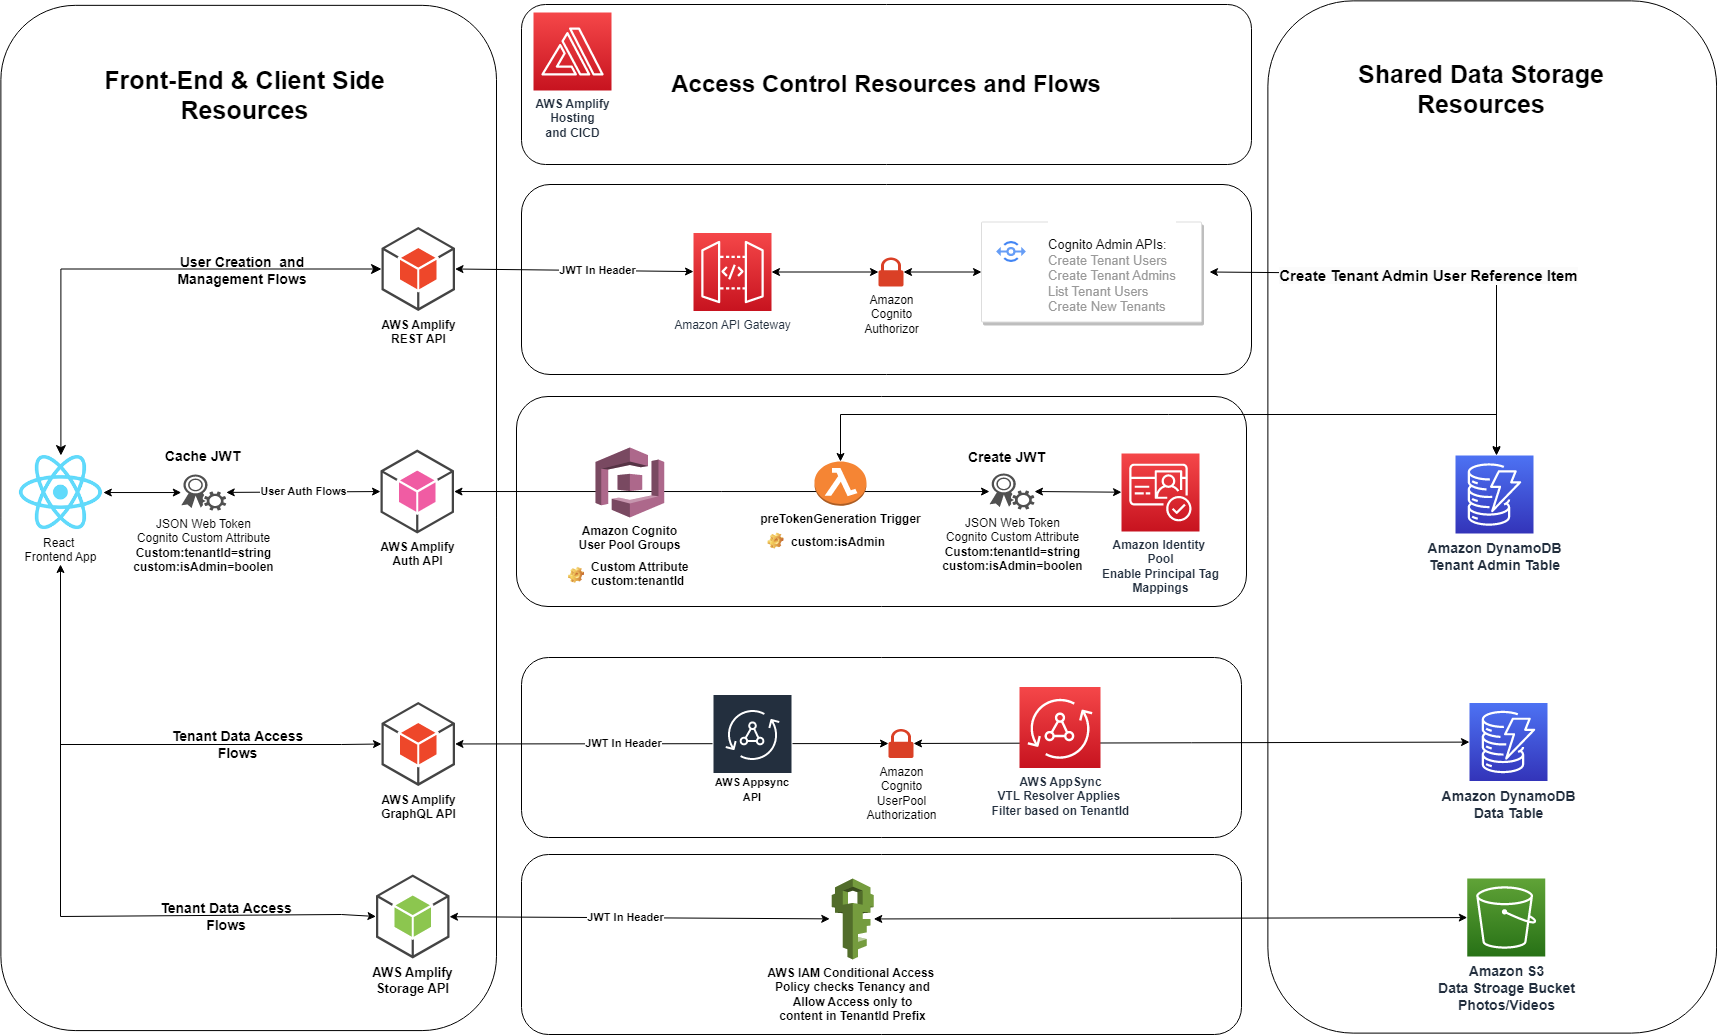 Front-End & Client Side
Resources
AWS Amplify
Hosting
and CICD
Access Control Resources and Flows
Shared Data Storage
Resources
User Creation and
Management Flows
AWS Amplify
REST API
JWT In Header
Amazon API Gateway
Amazon
Cognito
Authorizor
Cognito Admin APIs:
Create Tenant Users
Create Tenant Admins
List Tenant Users
Create New Tenants
Create Tenant Admin User Reference Item
React
Frontend App
Cache JWT
JSON Web Token
Cognito Custom Attribute
Custom:tenantId=string
custom:isAdmin=boolen
User Auth Flows
AWS Amplify
Auth API
Amazon Cognito
User Pool Groups
Custom Attribute
custom:tenantId
preTokenGeneration Trigger
custom:isAdmin
Create JWT
JSON Web Token
Cognito Custom Attribute
Custom:tenantId=string
custom:isAdmin=boolen
Amazon Identity
Pool
Enable Principal Tag
Mappings
Amazon DynamoDB
Tenant Admin Table
Tenant Data Access
Flows
AWS Amplify
GraphQL API
JWT In Header
AWS Appsync
API
Amazon
Cognito
UserPool
Authorization
AWS AppSync
VTL Resolver Applies
Filter based on TenantId
Amazon DynamoDB
Data Table
Tenant Data Access
Flows
AWS Amplify
Storage API
JWT In Header
AWS IAM Conditional Access
Policy checks Tenancy and
Allow Access only to
content in TenantId Prefix
Amazon S3
Data Stroage Bucket
Photos/Videos